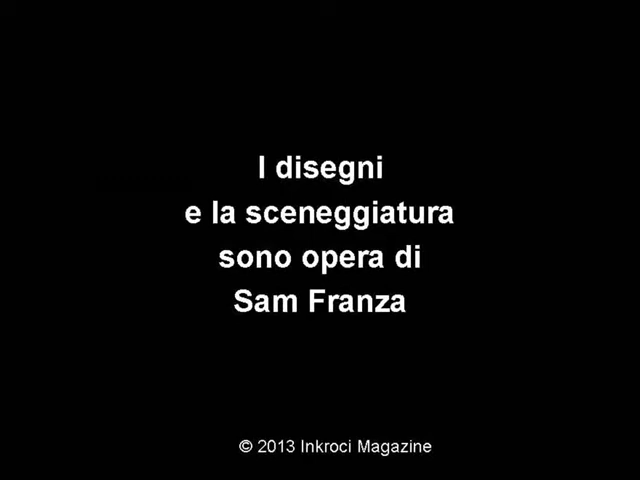 I disegni
e la sceneggiatura
sono opera di
Sam Franza
© 2013 Inkroci Magazine